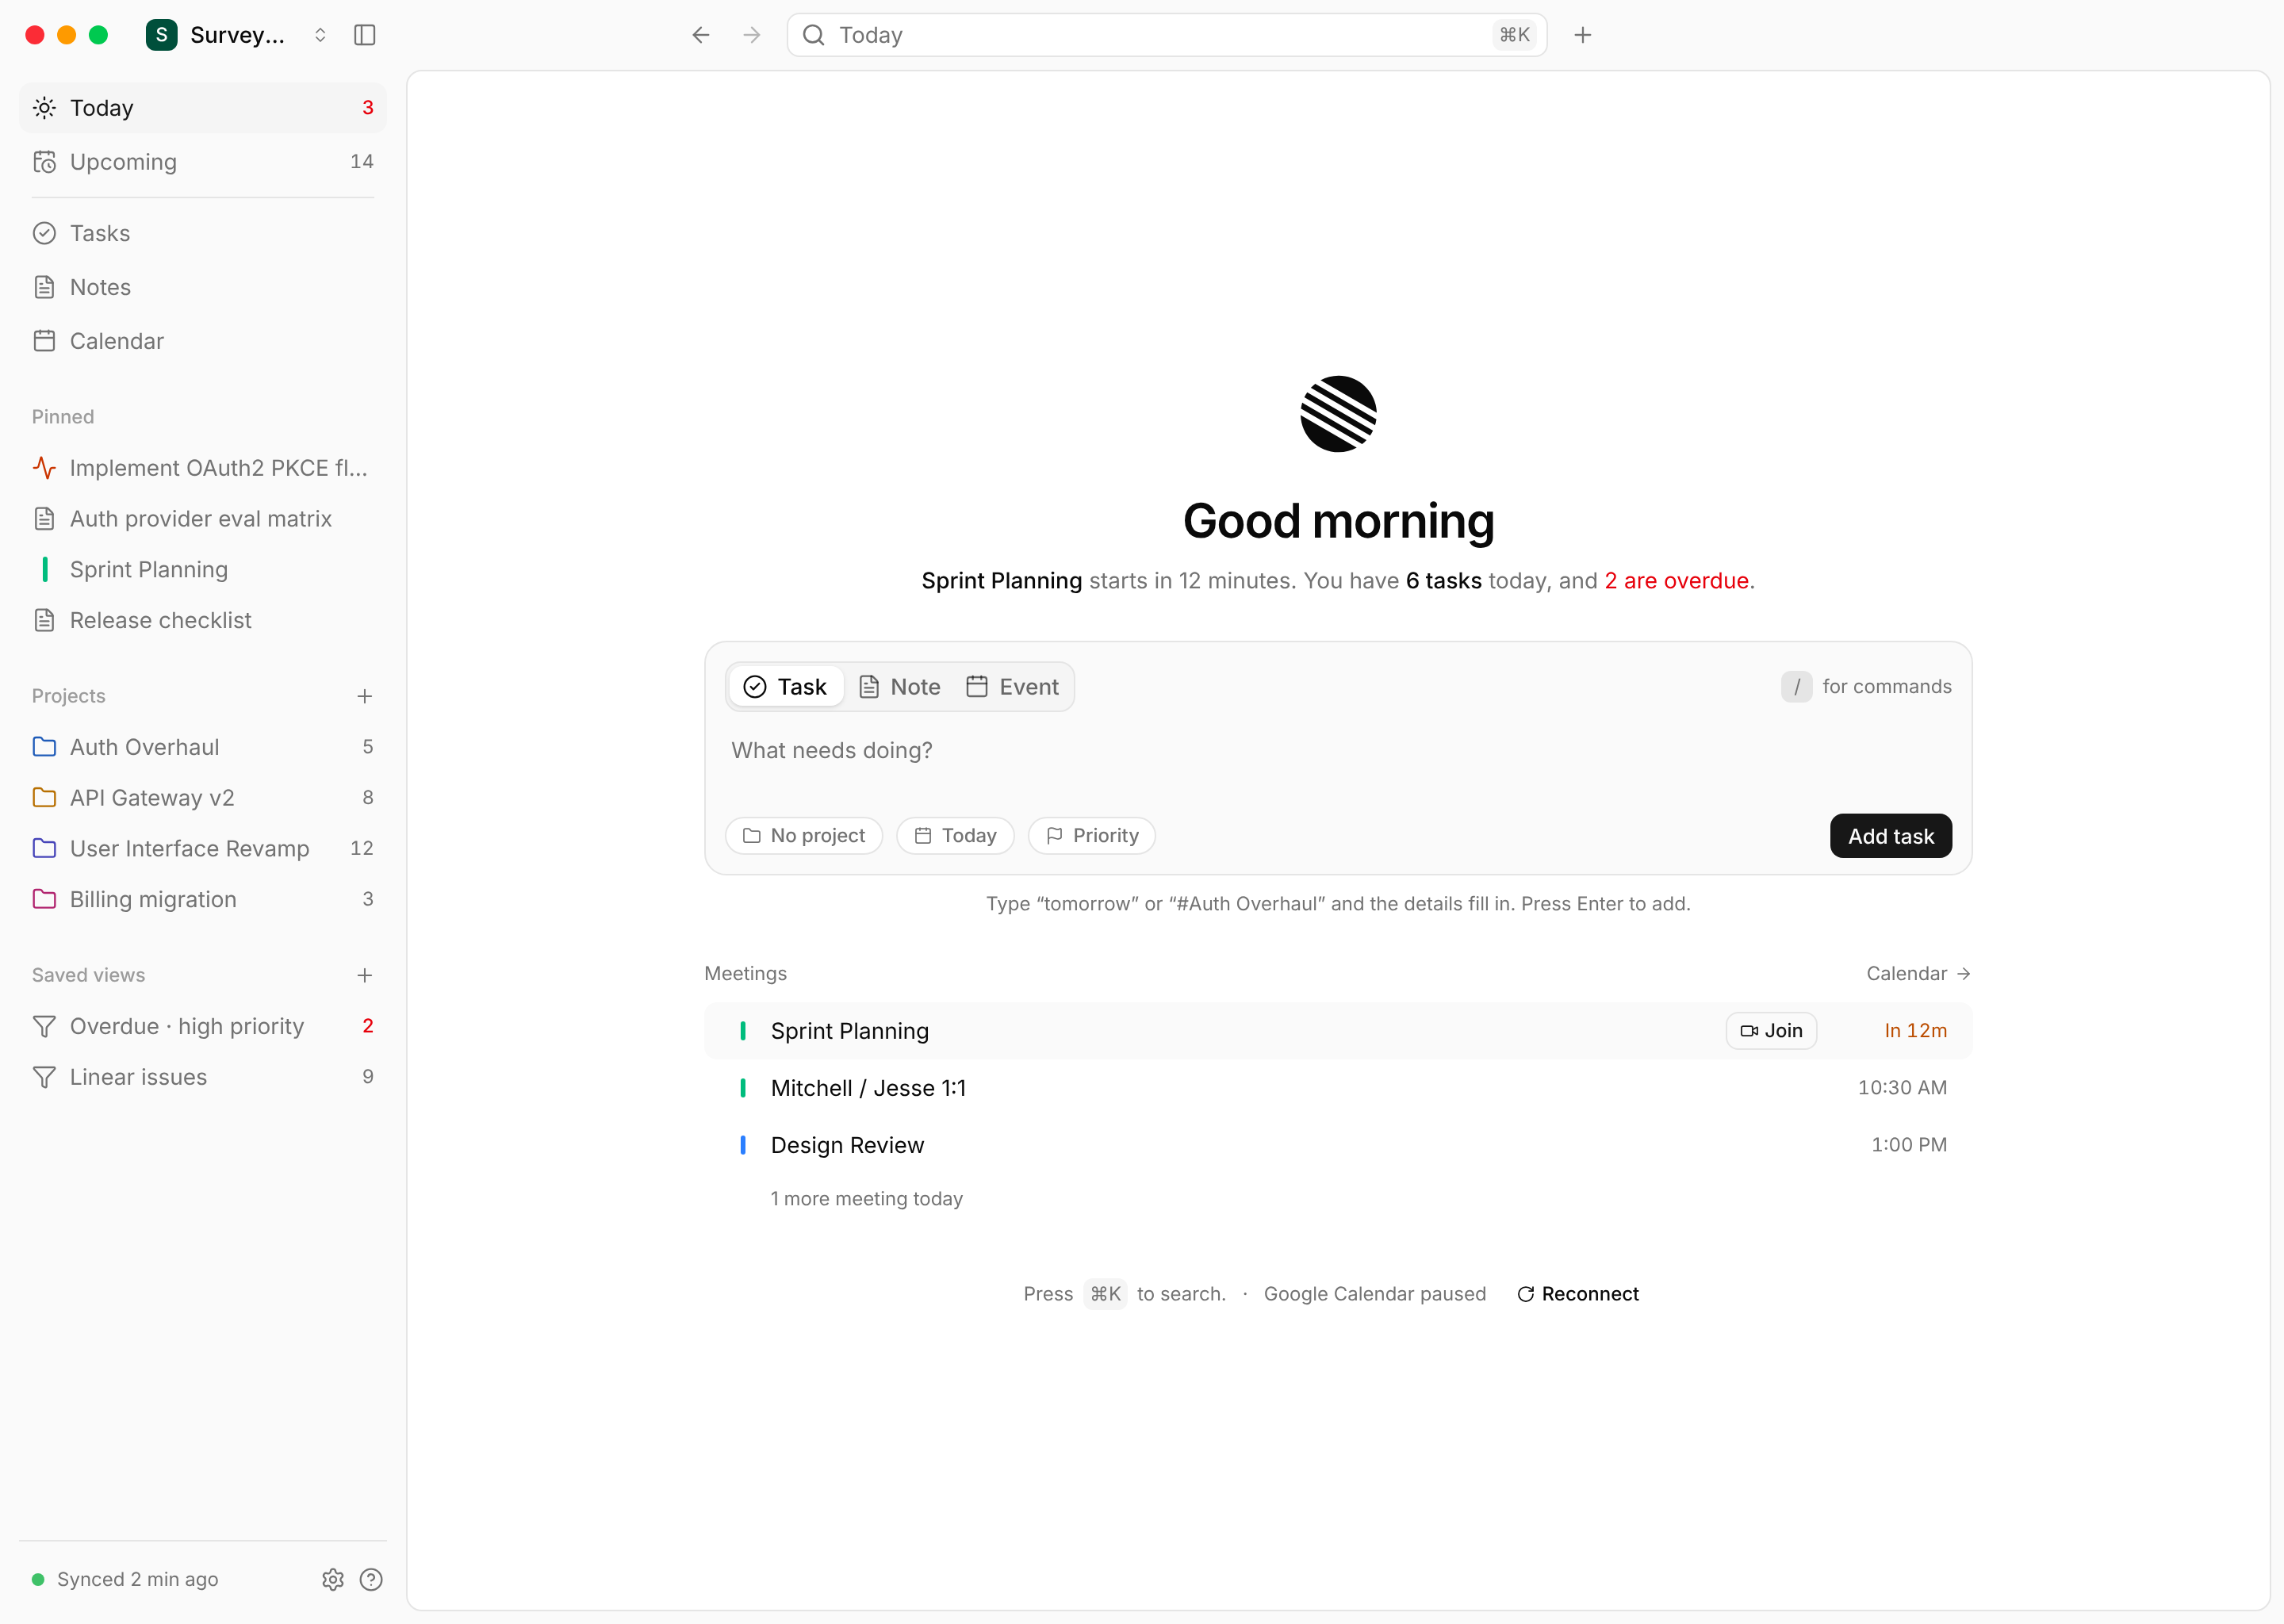 S Survey...
Today ⌘K
Today 3
Upcoming 14
Tasks
Notes
Calendar
Pinned
Implement OAuth2 PKCE fl...
Auth provider eval matrix
Sprint Planning
Release checklist
Projects
Auth Overhaul 5
API Gateway v2 8
User Interface Revamp 12
Billing migration 3
Saved views
Overdue · high priority 2
Linear issues 9
Synced 2 min ago
Good morning
Sprint Planning starts in 12 minutes. You have 6 tasks today, and 2 are overdue.
Task Note Event / for commands
What needs doing?
No project Today Priority Add task
Type “tomorrow” or “#Auth Overhaul” and the details fill in. Press Enter to add.
Meetings Calendar →
Sprint Planning Join In 12m
Mitchell / Jesse 1:1 10:30 AM
Design Review 1:00 PM
1 more meeting today
Press ⌘K to search. · Google Calendar paused Reconnect